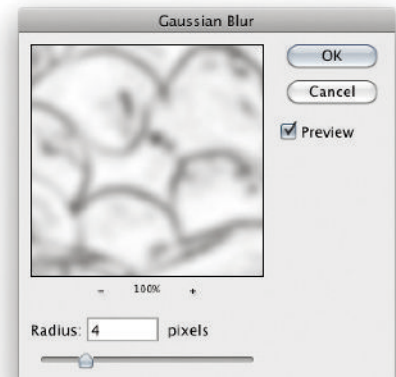 Gaussian Blur
OK
Cancel
Preview
- 100% +
Radius: 4 pixels